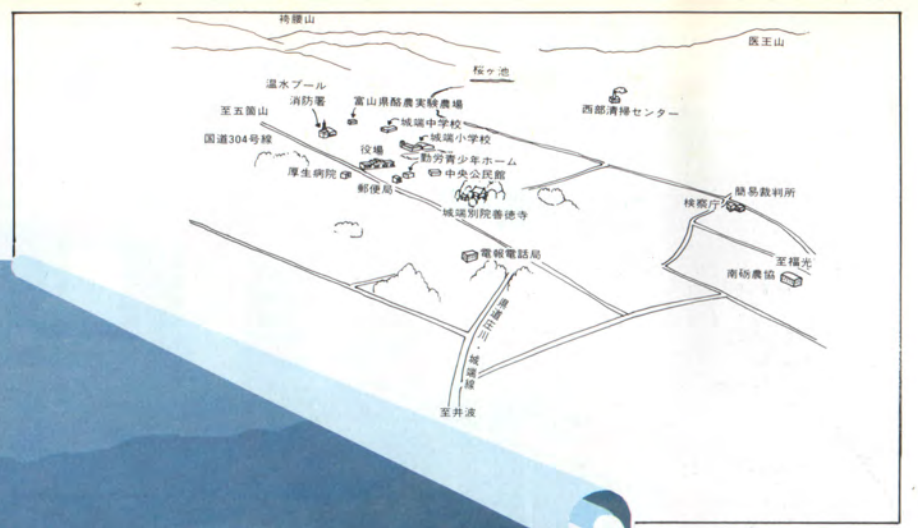 袴腰山
医王山
桜ヶ池
温水プール
消防署
富山県酪農実験農場
西部清掃センター
至五箇山
城端中学校
国道304号線
城端小学校
役場
勤労青少年ホーム
厚生病院
中央公民館
郵便局
簡易裁判所
検察庁
城端別院善徳寺
電報電話局
至福光
南砺農協
県道庄川・城端線
至井波